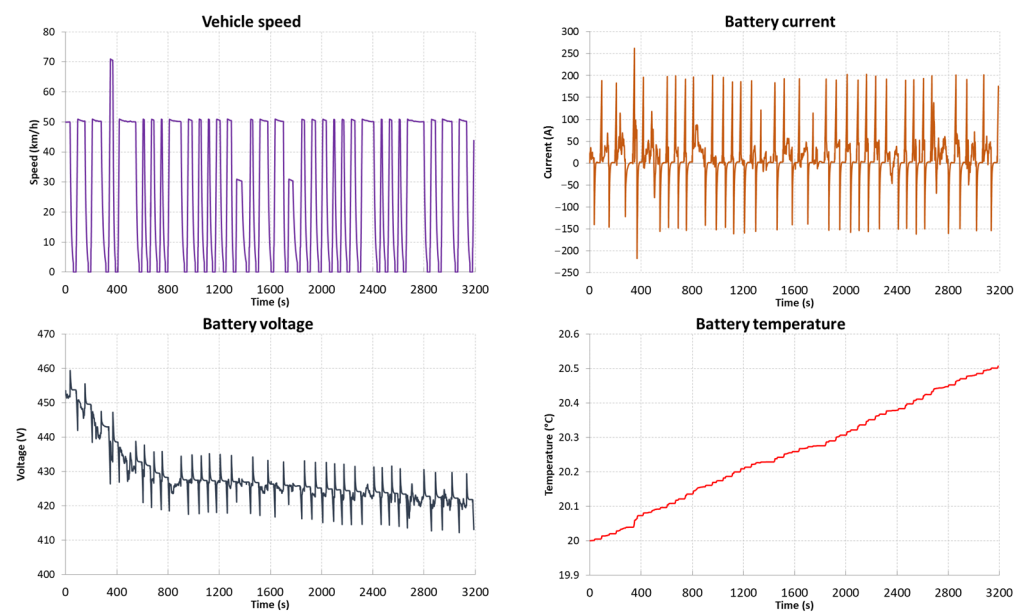 Vehicle speed
80
70
60
50
40
30
20
10
0
Speed (km/h)
0 400 800 1200 1600 2000 2400 2800 3200
Time (s)
Battery current
300
250
200
150
100
50
0
−50
−100
−150
−200
−250
Current (A)
0 400 800 1200 1600 2000 2400 2800 3200
Time (s)
Battery voltage
470
460
450
440
430
420
410
400
Voltage (V)
0 400 800 1200 1600 2000 2400 2800 3200
Time (s)
Battery temperature
20.6
20.5
20.4
20.3
20.2
20.1
20
19.9
Temperature (°C)
0 400 800 1200 1600 2000 2400 2800 3200
Time (s)